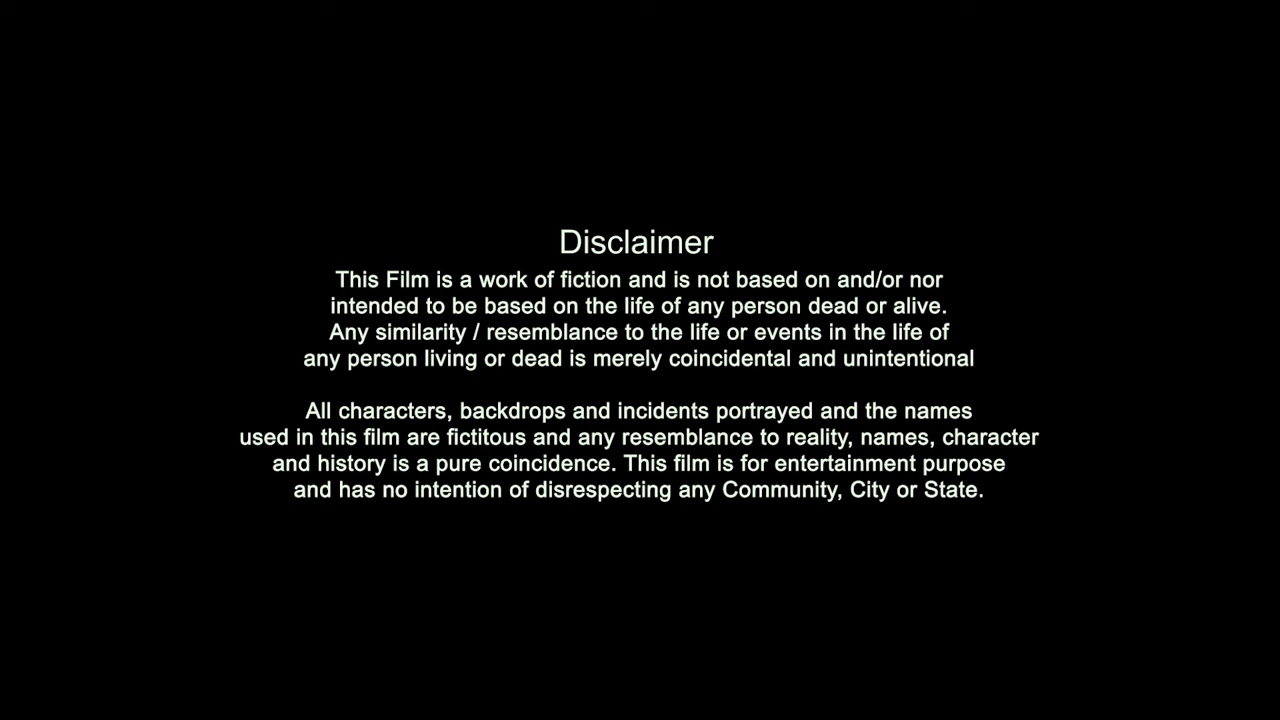 Disclaimer
This Film is a work of fiction and is not based on and/or nor
intended to be based on the life of any person dead or alive.
Any similarity / resemblance to the life or events in the life of
any person living or dead is merely coincidental and unintentional
All characters, backdrops and incidents portrayed and the names
used in this film are fictitous and any resemblance to reality, names, character
and history is a pure coincidence. This film is for entertainment purpose
and has no intention of disrespecting any Community, City or State.